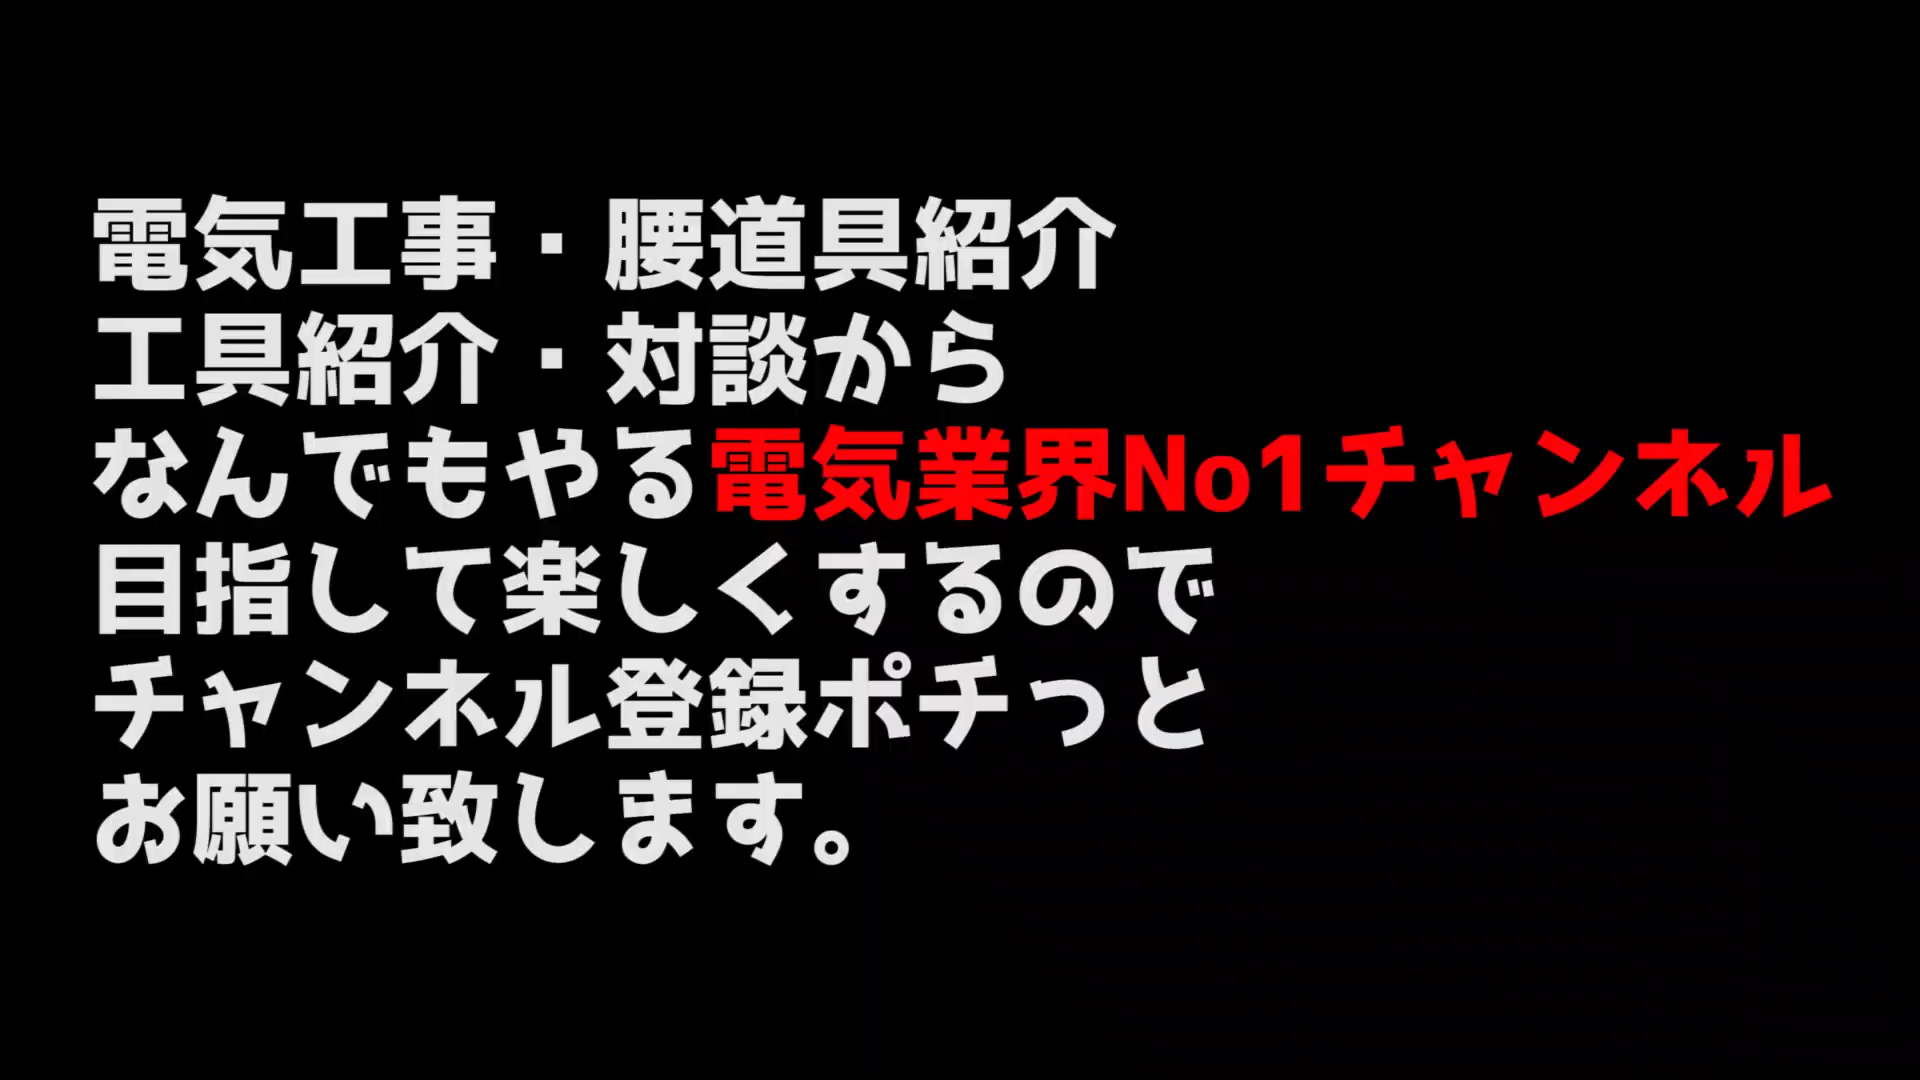 電気工事・腰道具紹介
工具紹介・対談から
なんでもやる電気業界No1チャンネル
目指して楽しくするので
チャンネル登録ポチっと
お願い致します。